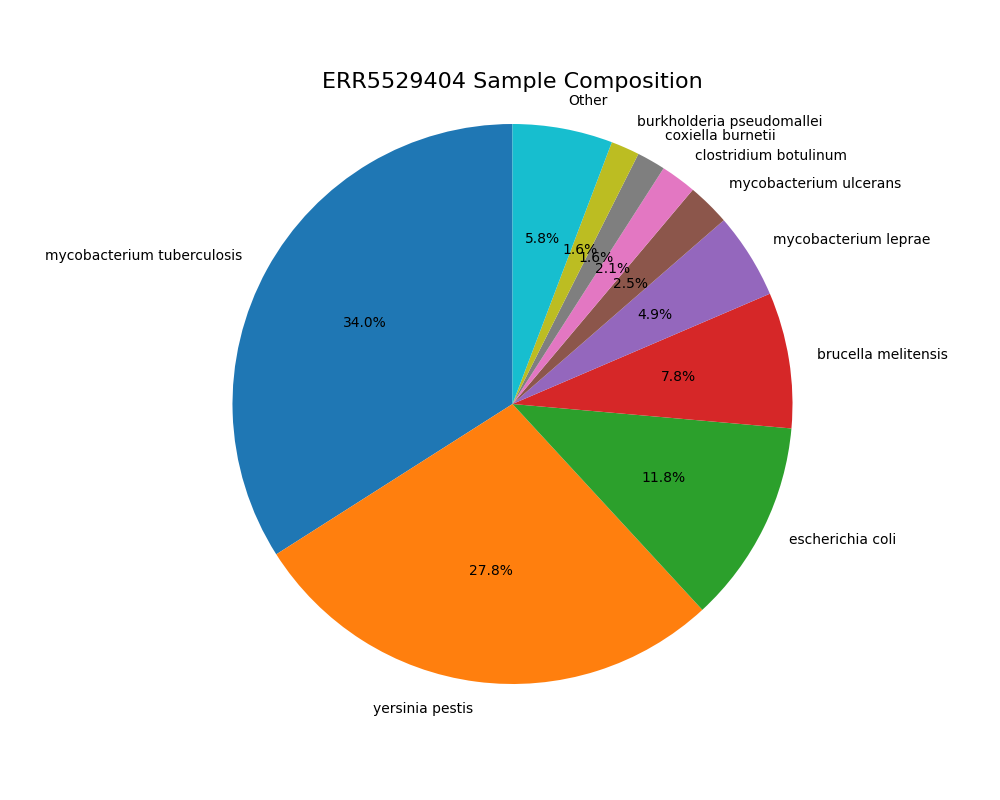 ERR5529404 Sample Composition
Other
burkholderia pseudomallei
coxiella burnetii
clostridium botulinum
mycobacterium ulcerans
mycobacterium leprae
mycobacterium tuberculosis
5.8%
1.6%
1.6%
2.1%
2.5%
4.9%
34.0%
brucella melitensis
7.8%
11.8%
escherichia coli
27.8%
yersinia pestis